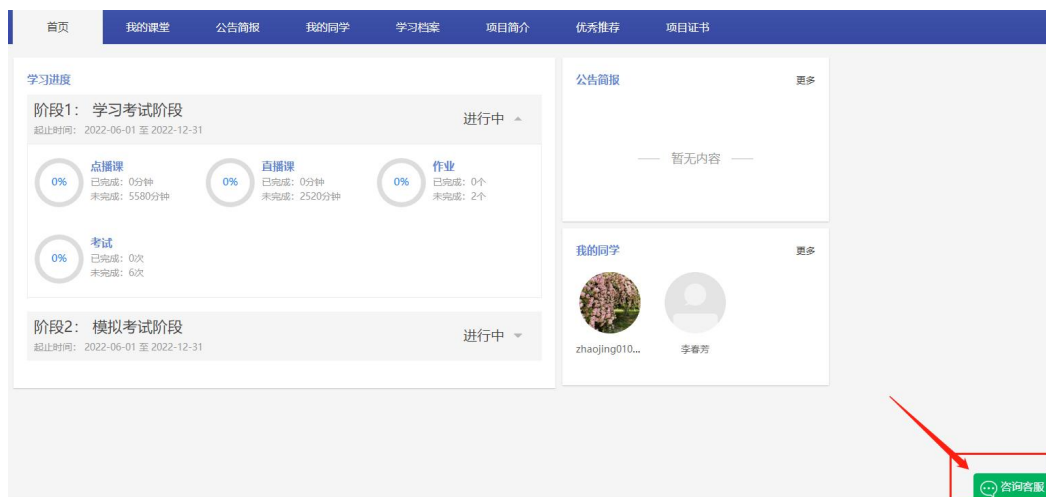 首页 我的课堂 公告简报 我的同学 学习档案 项目简介 优秀推荐 项目证书
学习进度
阶段1： 学习考试阶段
进行中
起止时间： 2022-06-01 至 2022-12-31
0%
点播课
已完成：0分钟
未完成：5580分钟
0%
直播课
已完成：0分钟
未完成：2520分钟
0%
作业
已完成：0个
未完成：2个
0%
考试
已完成：0次
未完成：6次
阶段2： 模拟考试阶段
进行中
起止时间： 2022-06-01 至 2022-12-31
公告简报 更多
暂无内容
我的同学 更多
zhaojing010...
李春芳
咨询客服